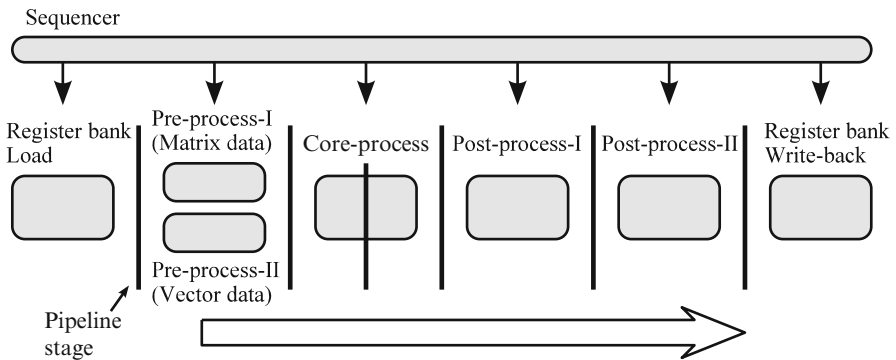 Sequencer
Register bank
Load
Pre-process-I
(Matrix data)
Pre-process-II
(Vector data)
Core-process
Post-process-I
Post-process-II
Register bank
Write-back
Pipeline
stage